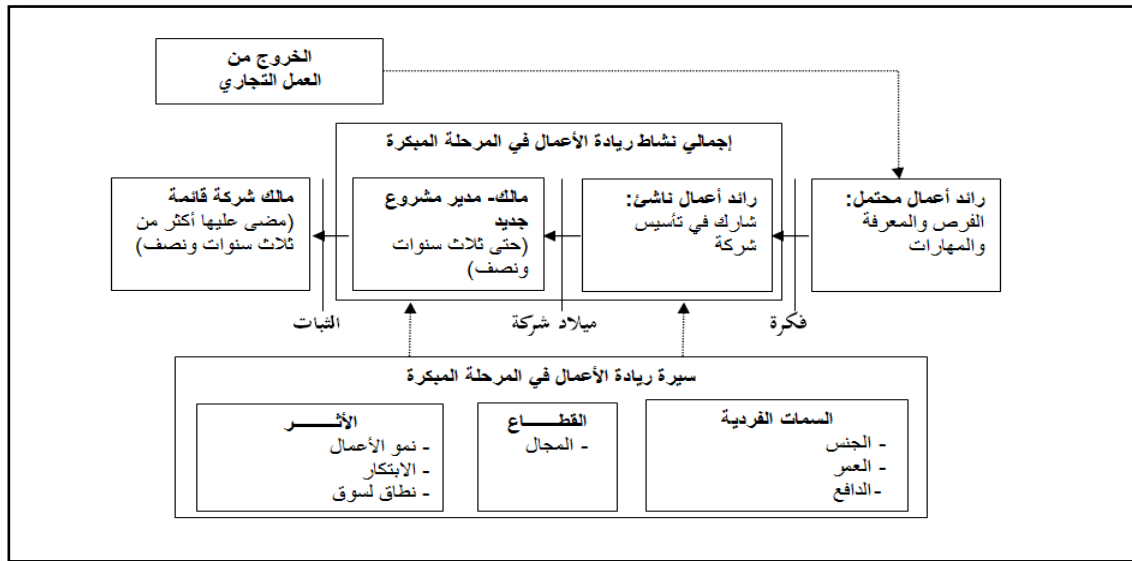 الخروج من
العمل التجاري
إجمالي نشاط ريادة الأعمال في المرحلة المبكرة
رائد أعمال محتمل:
الفرص والمعرفة
والمهارات
رائد أعمال ناشئ:
شارك في تأسيس
شركة
مالك- مدير مشروع
جديد
(حتى ثلاث سنوات
ونصف)
مالك شركة قائمة
(مضى عليها أكثر من
ثلاث سنوات ونصف)
فكرة
ميلاد شركة
الثبات
سيرة ريادة الأعمال في المرحلة المبكرة
السمات الفردية
- الجنس
- العمر
-الدافع
القطـــــاع
- المجال
الأثـــــــر
- نمو الأعمال
- الابتكار
- نطاق لسوق